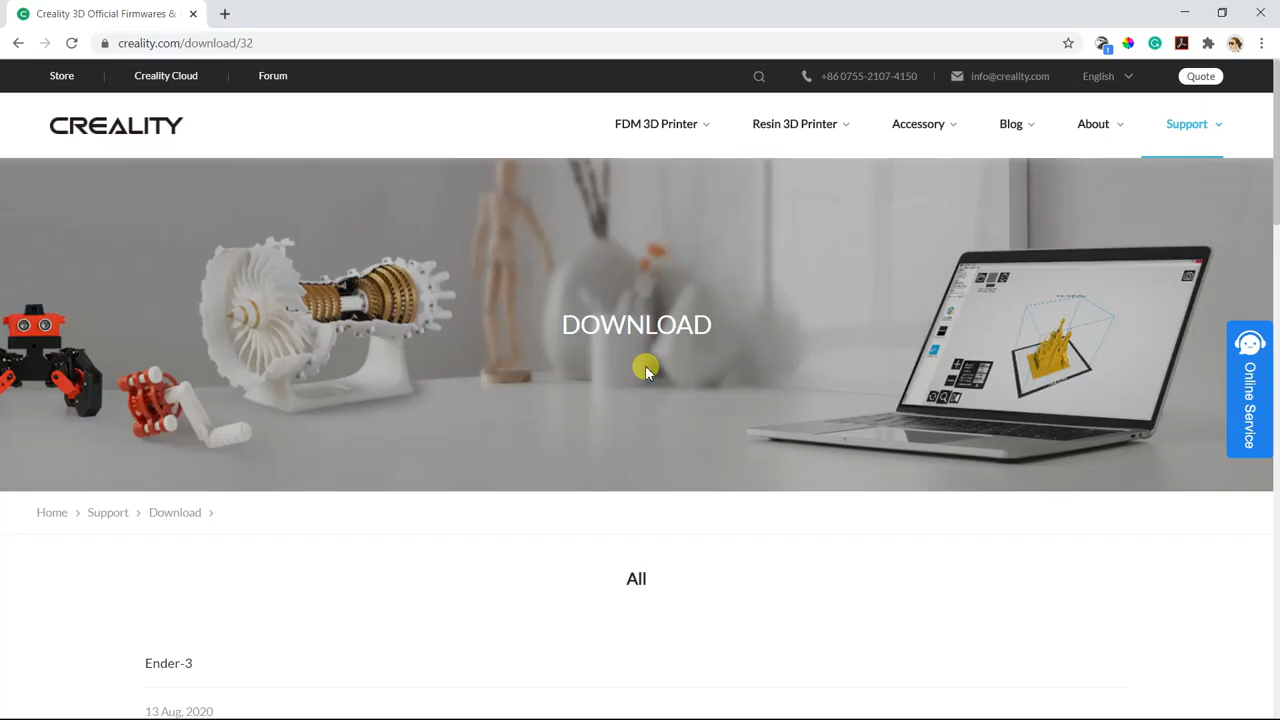 Creality 3D Official Firmwares &
creality.com/download/32
Store
Creality Cloud
Forum
+86 0755-2107-4150
info@creality.com
English
Quote
CREALITY
FDM 3D Printer
Resin 3D Printer
Accessory
Blog
About
Support
DOWNLOAD
Online Service
Home > Support > Download >
All
Ender-3
13 Aug, 2020